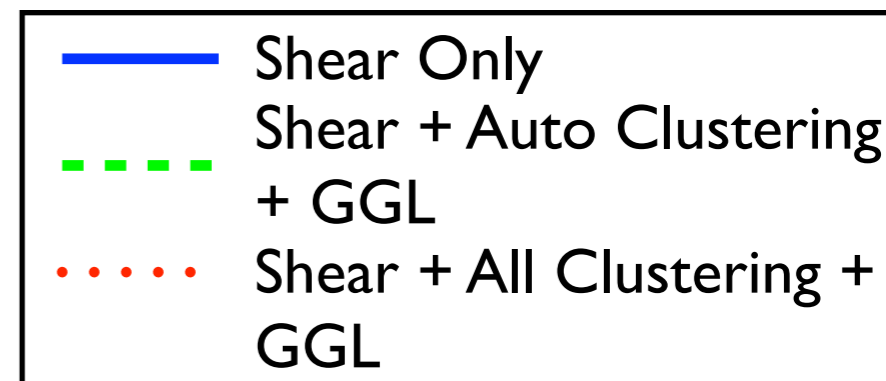 Shear Only
Shear + Auto Clustering
+ GGL
Shear + All Clustering +
GGL